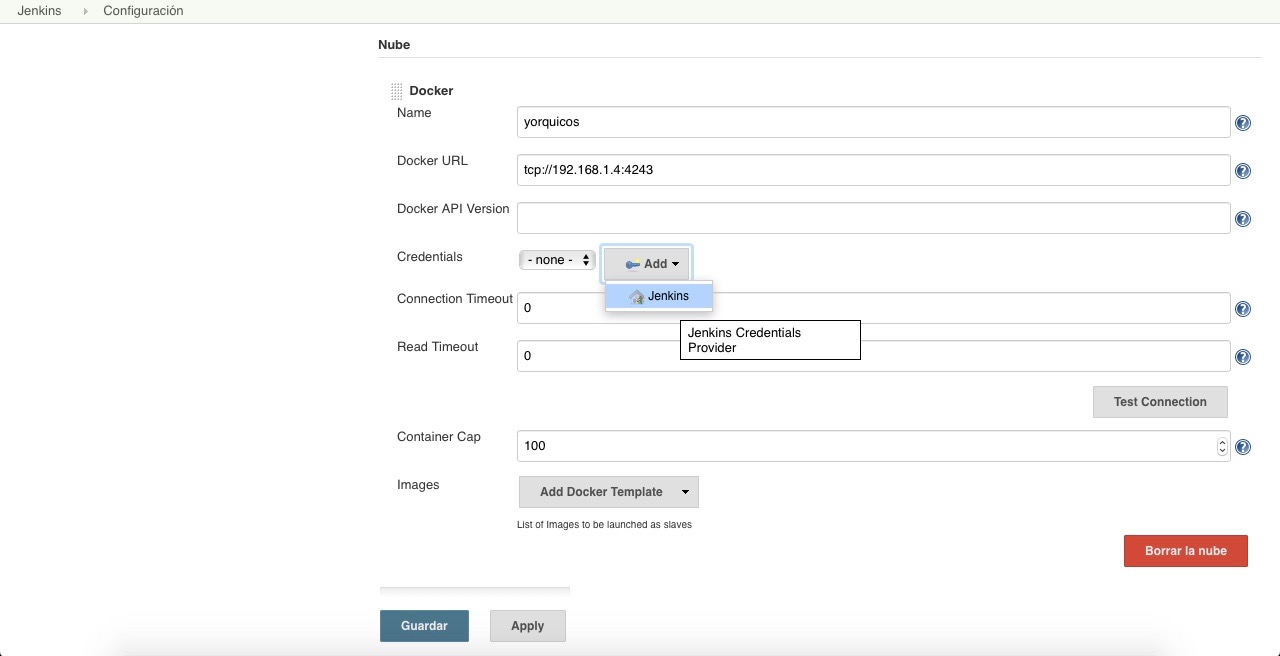 Jenkins Configuración
Nube
Docker
Name
yorquicos
Docker URL
tcp://192.168.1.4:4243
Docker API Version
Credentials
- none -
Add
Jenkins
Connection Timeout
0
Jenkins Credentials
Provider
Read Timeout
0
Test Connection
Container Cap
100
Images
Add Docker Template
List of Images to be launched as slaves
Borrar la nube
Guardar
Apply